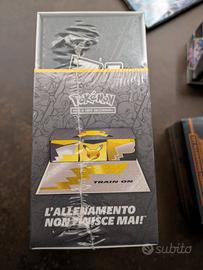 POKÉMON
TRAIN ON
L'ALLENAMENTO
NON FINISCE MAI!
subito